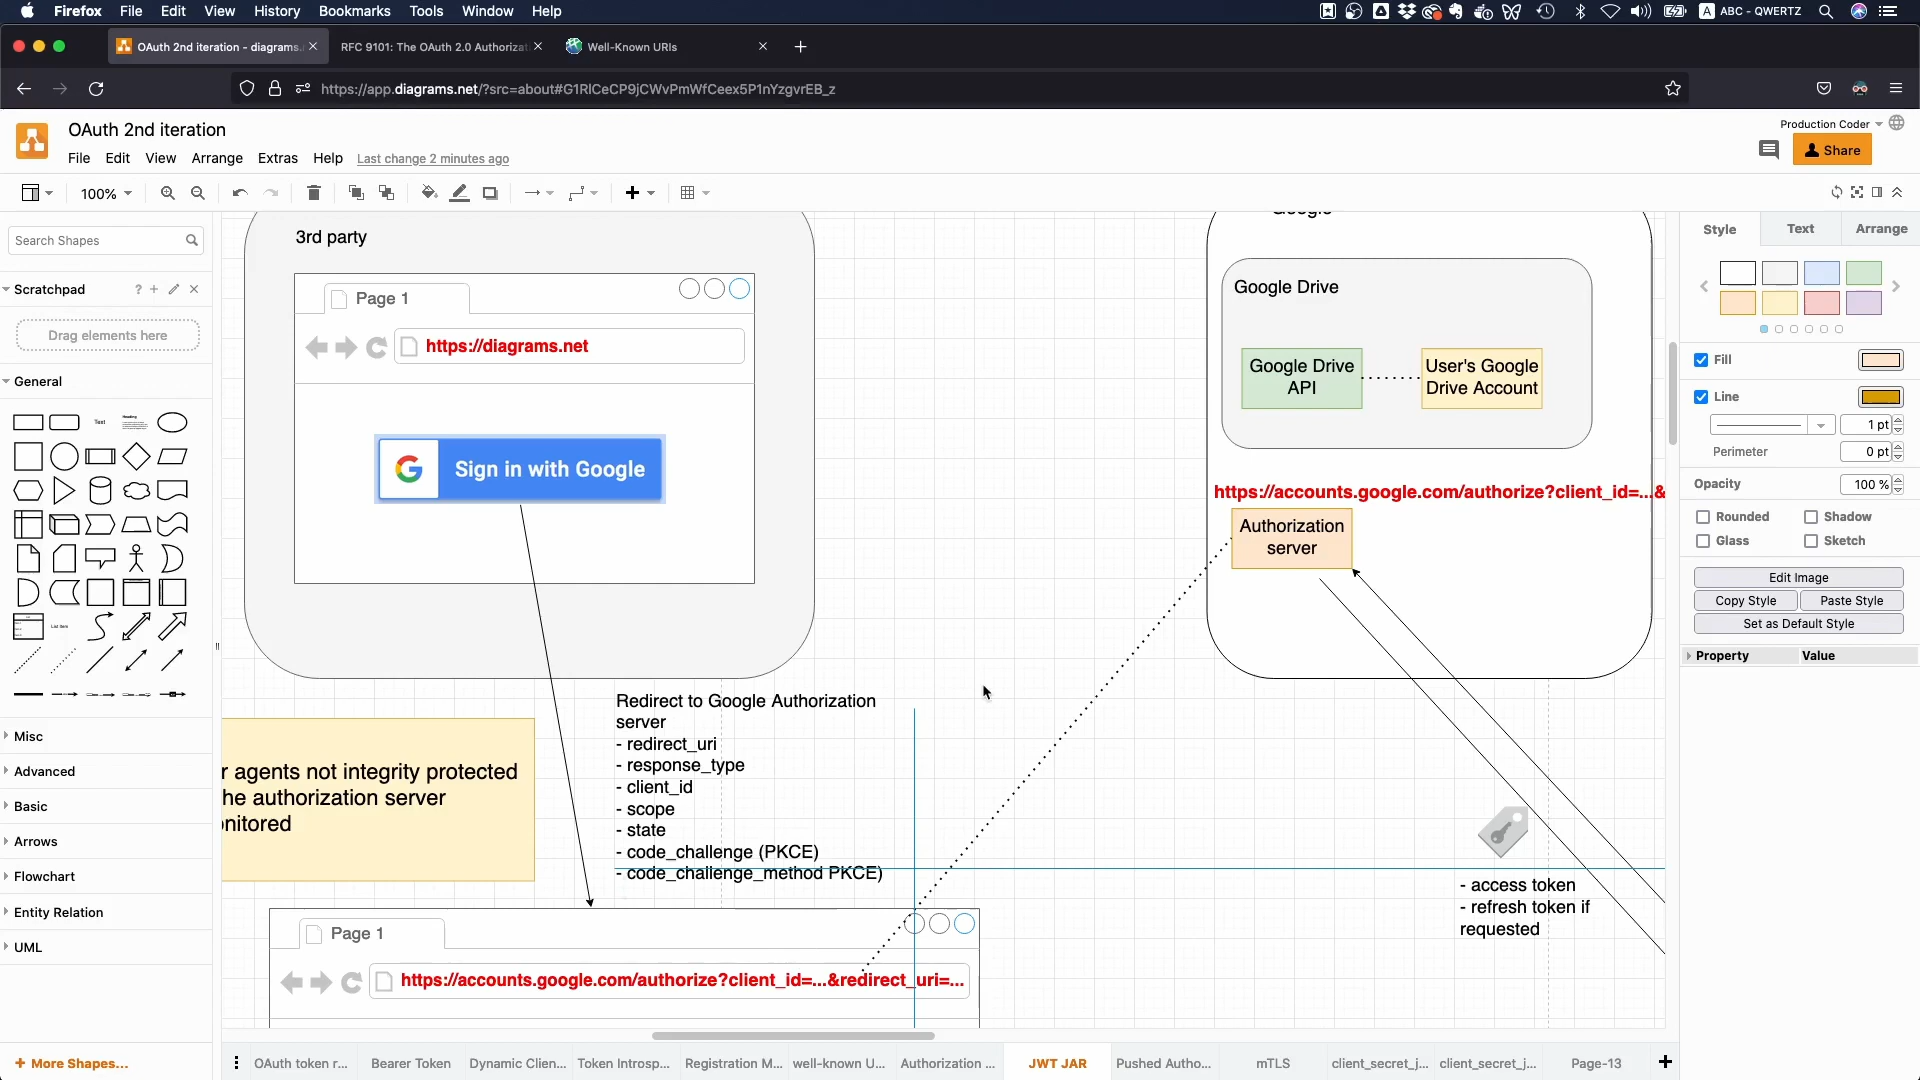 Firefox File Edit View History Bookmarks Tools Window Help
A ABC - QWERTZ
OAuth 2nd iteration - diagrams.
RFC 9101: The OAuth 2.0 Authorizat
Well-Known URIs
https://app.diagrams.net/?src=about#G1RlCeCP9jCWvPmWfCeex5P1nYzgvrEB_z
OAuth 2nd iteration
Production Coder
File Edit View Arrange Extras Help Last change 2 minutes ago
Share
100%
Search Shapes
Scratchpad
?
Drag elements here
General
Text
Heading
List Item
Misc
Advanced
Basic
Arrows
Flowchart
Entity Relation
UML
+ More Shapes...
3rd party
Page 1
https://diagrams.net
Sign in with Google
Google
Google Drive
Google Drive
API
User's Google
Drive Account
https://accounts.google.com/authorize?client_id=...&
Authorization
server
Redirect to Google Authorization
server
- redirect_uri
- response_type
- client_id
- scope
- state
- code_challenge (PKCE)
- code_challenge_method PKCE)
r agents not integrity protected
he authorization server
nitored
- access token
- refresh token if
requested
Page 1
https://accounts.google.com/authorize?client_id=...&redirect_uri=...
Style Text Arrange
Fill
Line
1 pt
Perimeter
0 pt
Opacity
100 %
Rounded
Shadow
Glass
Sketch
Edit Image
Copy Style
Paste Style
Set as Default Style
Property Value
OAuth token r...
Bearer Token
Dynamic Clien...
Token Introsp...
Registration M...
well-known U...
Authorization ...
JWT JAR
Pushed Autho...
mTLS
client_secret_j...
client_secret_j...
Page-13